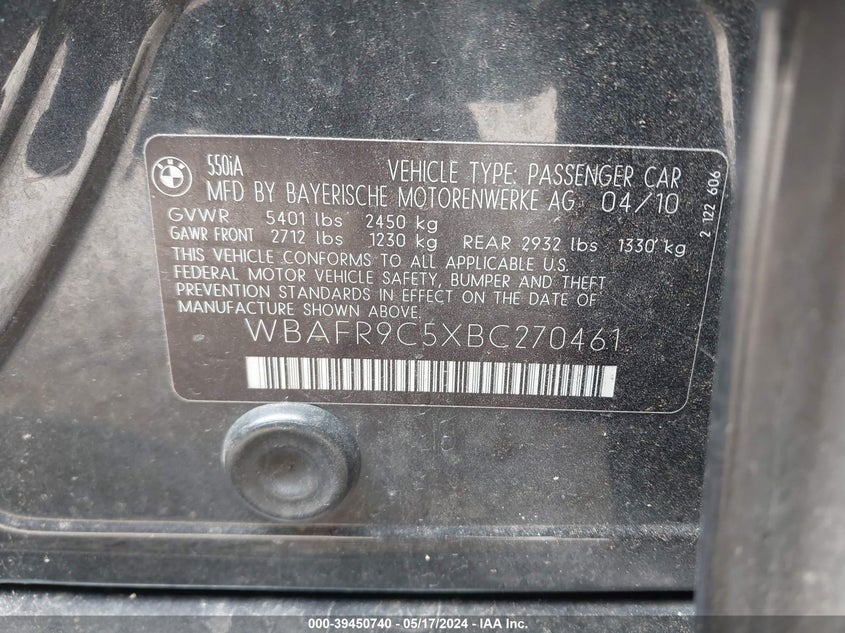 BMW
550iA
VEHICLE TYPE: PASSENGER CAR
MFD BY BAYERISCHE MOTORENWERKE AG 04/10
GVWR 5401 lbs 2450 kg
GAWR FRONT 2712 lbs 1230 kg REAR 2932 lbs 1330 kg
THIS VEHICLE CONFORMS TO ALL APPLICABLE U.S.
FEDERAL MOTOR VEHICLE SAFETY, BUMPER AND THEFT
PREVENTION STANDARDS IN EFFECT ON THE DATE OF
MANUFACTURE SHOWN ABOVE.
WBAFR9C5XBC270461
2 122 606
000-39450740 - 05/17/2024 - IAA Inc.